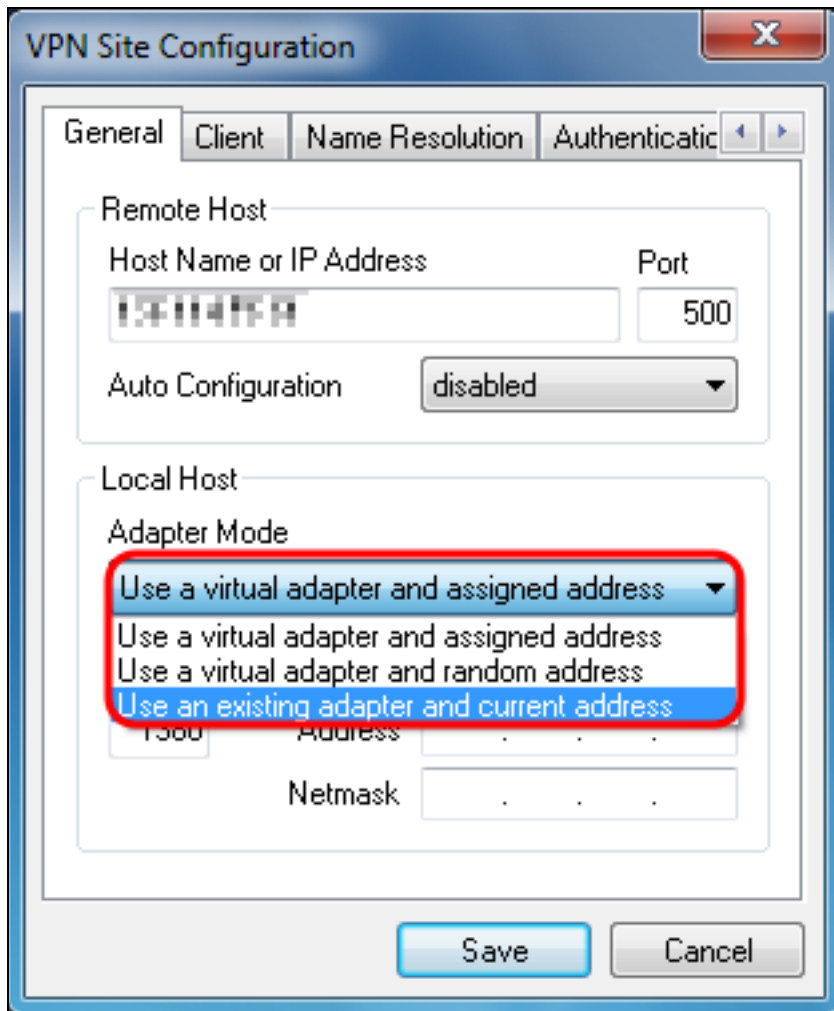 VPN Site Configuration
General Client Name Resolution Authenticatic
Remote Host
Host Name or IP Address Port
500
Auto Configuration disabled
Local Host
Adapter Mode
Use a virtual adapter and assigned address
Use a virtual adapter and assigned address
Use a virtual adapter and random address
Use an existing adapter and current address
1380 Address . . .
Netmask . . .
Save Cancel